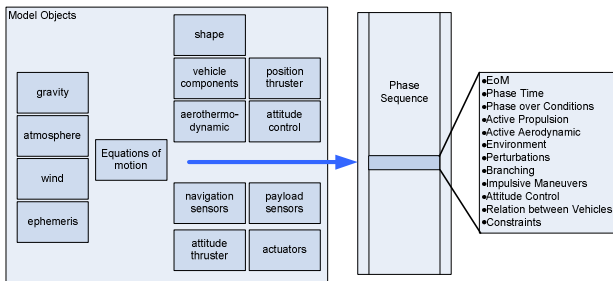 Model Objects
shape
vehicle
components
position
thruster
aerothermo-
dynamic
attitude
control
gravity
atmosphere
wind
ephemeris
Equations of
motion
navigation
sensors
payload
sensors
attitude
thruster
actuators
Phase
Sequence
•EoM
•Phase Time
•Phase over Conditions
•Active Propulsion
•Active Aerodynamic
•Environment
•Perturbations
•Branching
•Impulsive Maneuvers
•Attitude Control
•Relation between Vehicles
•Constraints